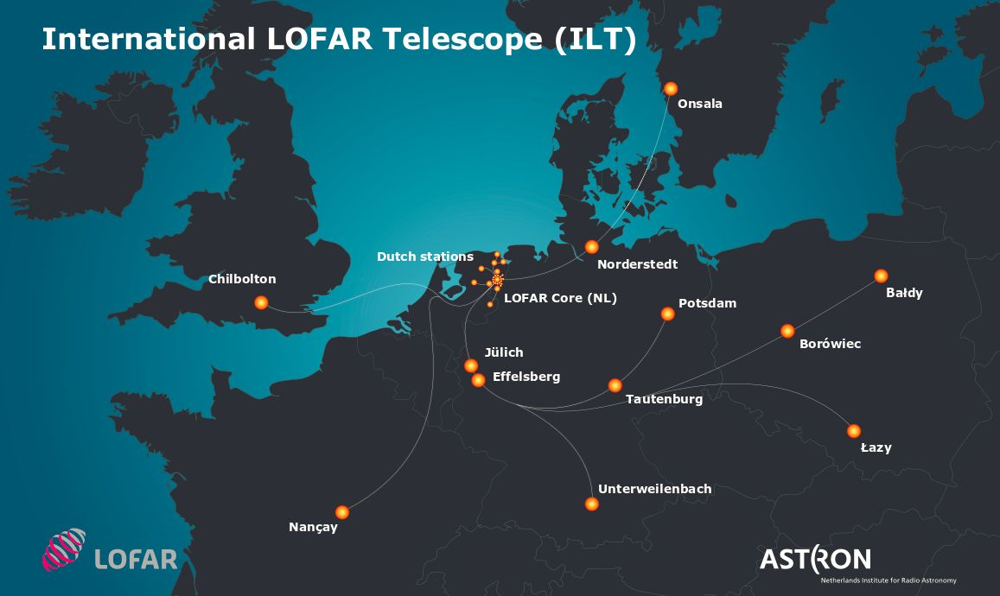 International LOFAR Telescope (ILT)
Onsala
Dutch stations
Norderstedt
Chilbolton
LOFAR Core (NL)
Bałdy
Potsdam
Borówiec
Jülich
Effelsberg
Tautenburg
Łazy
Unterweilenbach
Nançay
LOFAR
ASTRON
Netherlands Institute for Radio Astronomy